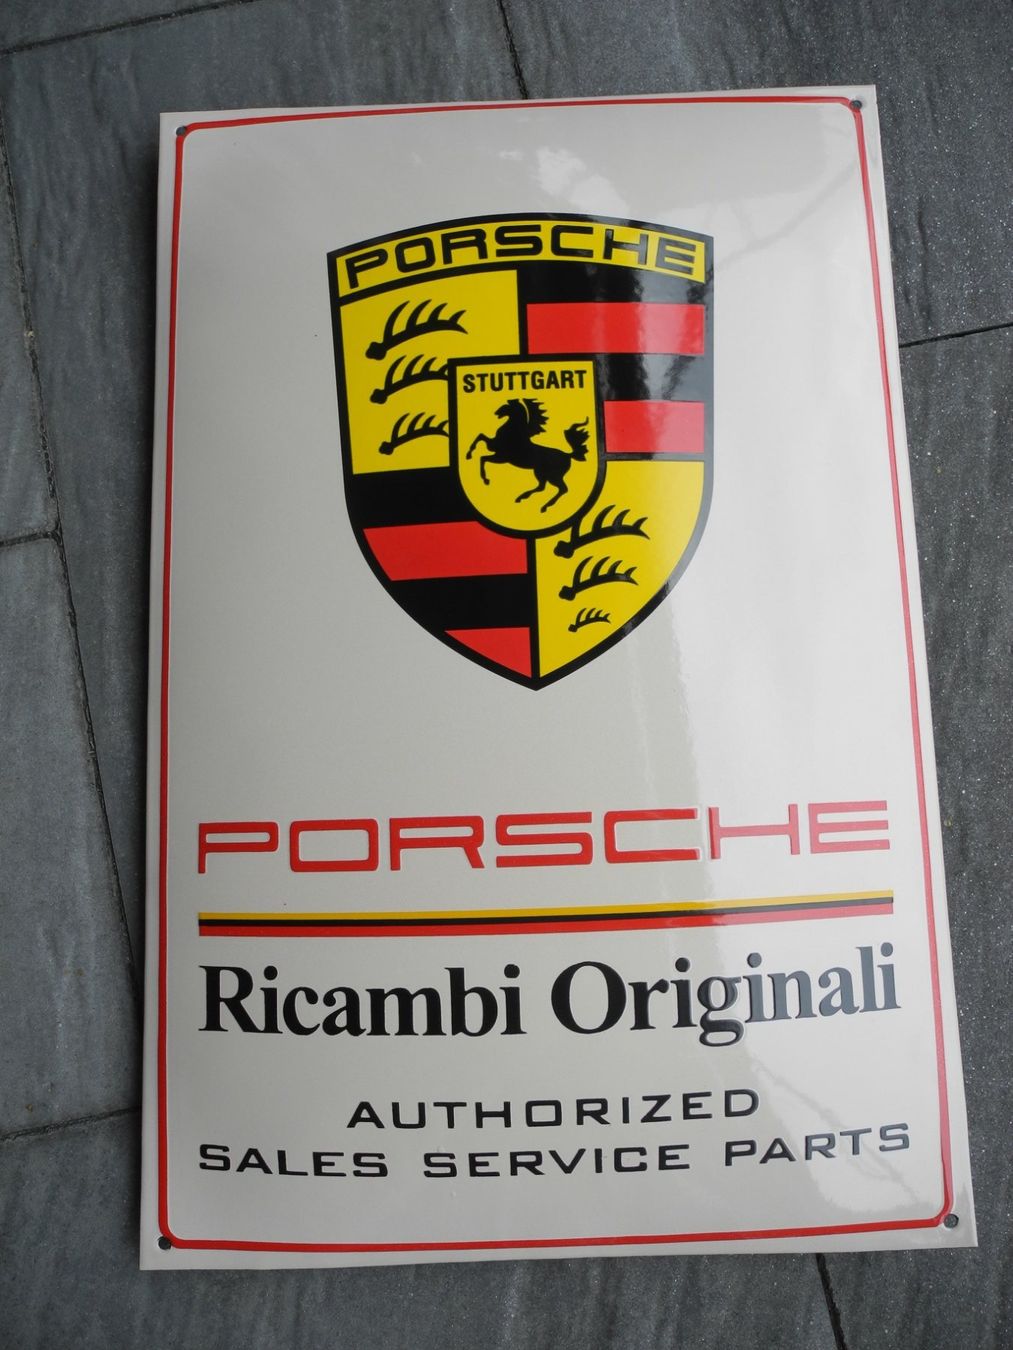 PORSCHE
STUTTGART
PORSCHE
Ricambi Originali
AUTHORIZED
SALES SERVICE PARTS